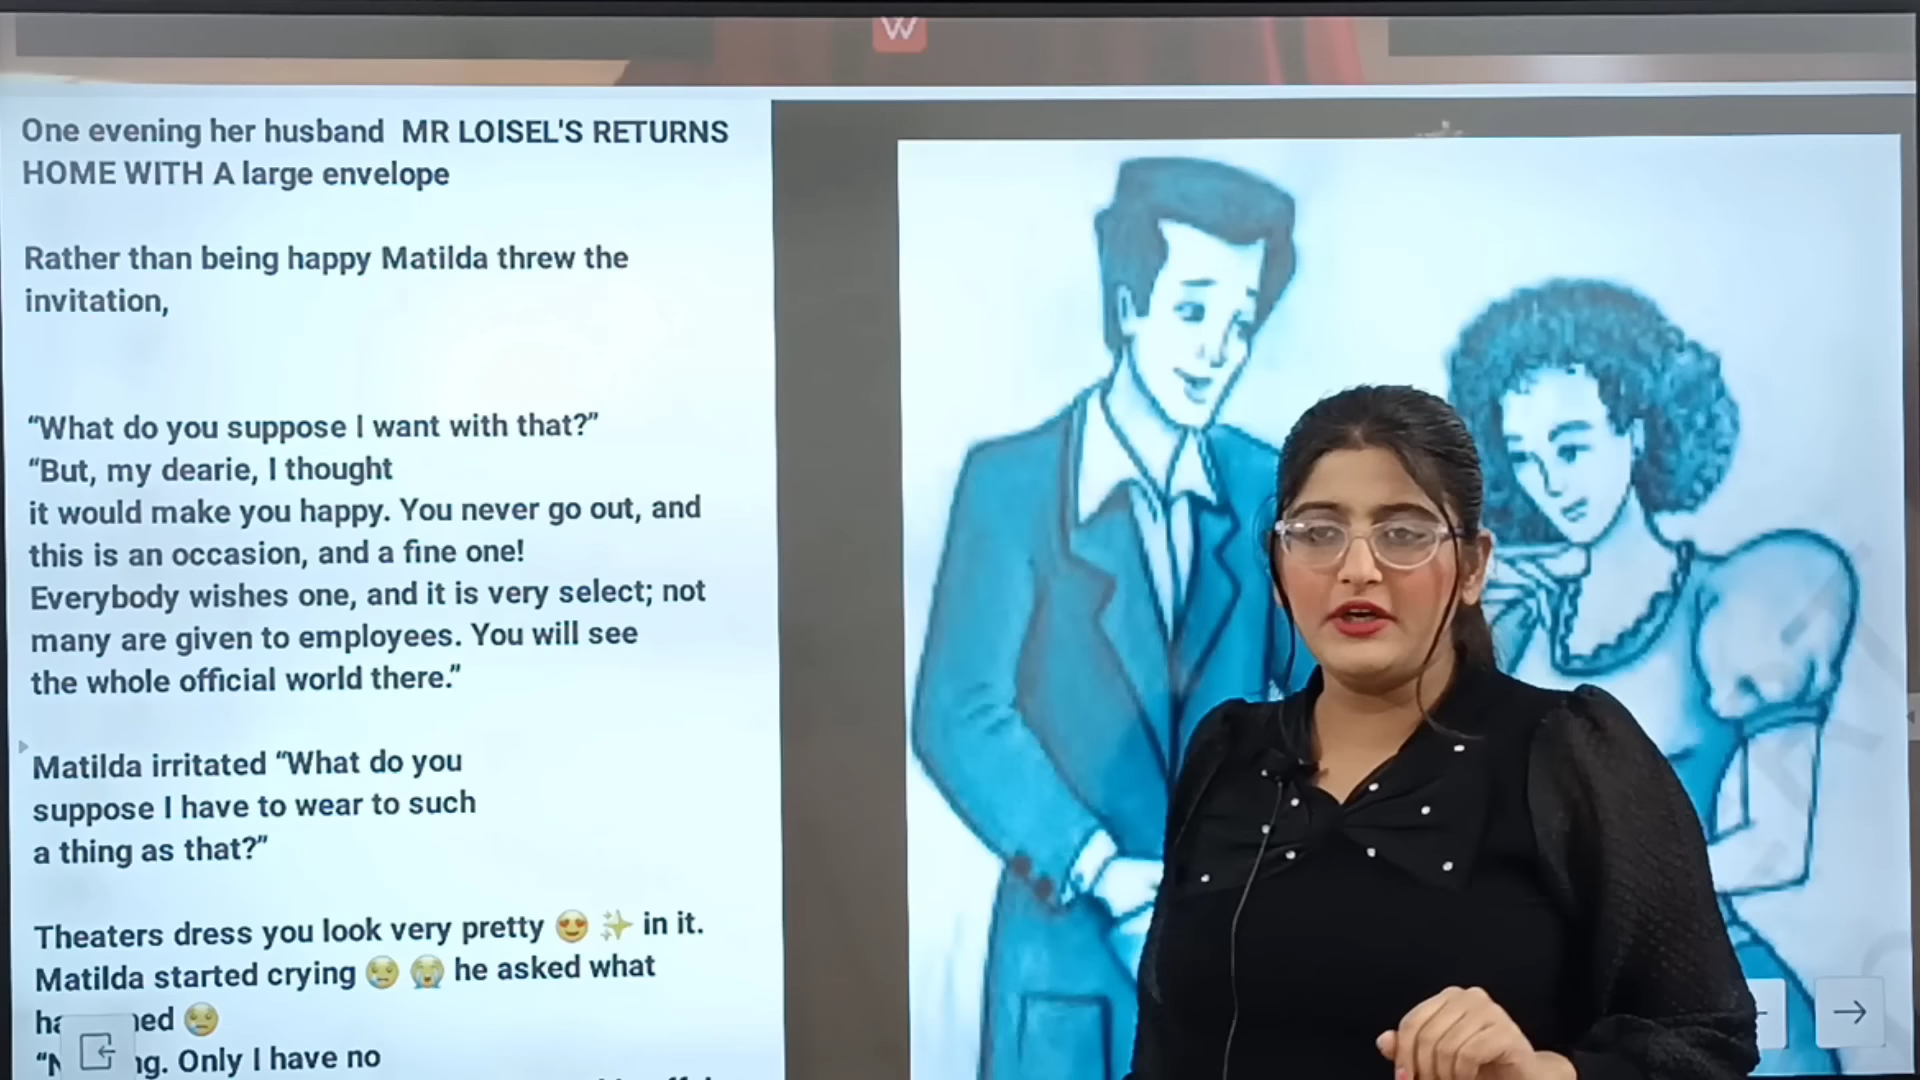 W
One evening her husband MR LOISEL'S RETURNS
HOME WITH A large envelope
Rather than being happy Matilda threw the
invitation,
“What do you suppose I want with that?”
“But, my dearie, I thought
it would make you happy. You never go out, and
this is an occasion, and a fine one!
Everybody wishes one, and it is very select; not
many are given to employees. You will see
the whole official world there.”
Matilda irritated “What do you
suppose I have to wear to such
a thing as that?”
Theaters dress you look very pretty 😍 ✨ in it.
Matilda started crying 😢 😭 he asked what
😢
Only I have no